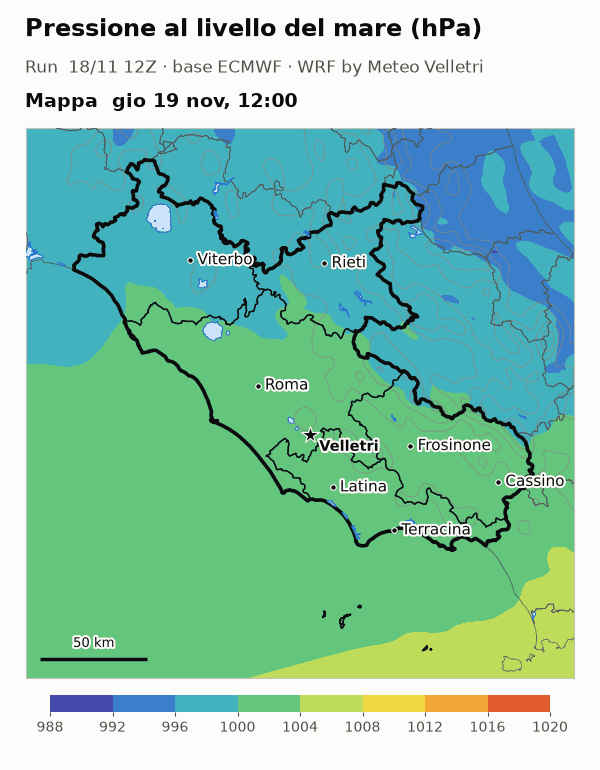 Pressione al livello del mare (hPa)
Run  18/11 12Z · base ECMWF · WRF by Meteo Velletri
Mappa  gio 19 nov, 12:00
Viterbo
Rieti
Roma
Velletri
Frosinone
Latina
Cassino
Terracina
50 km
988 992 996 1000 1004 1008 1012 1016 1020